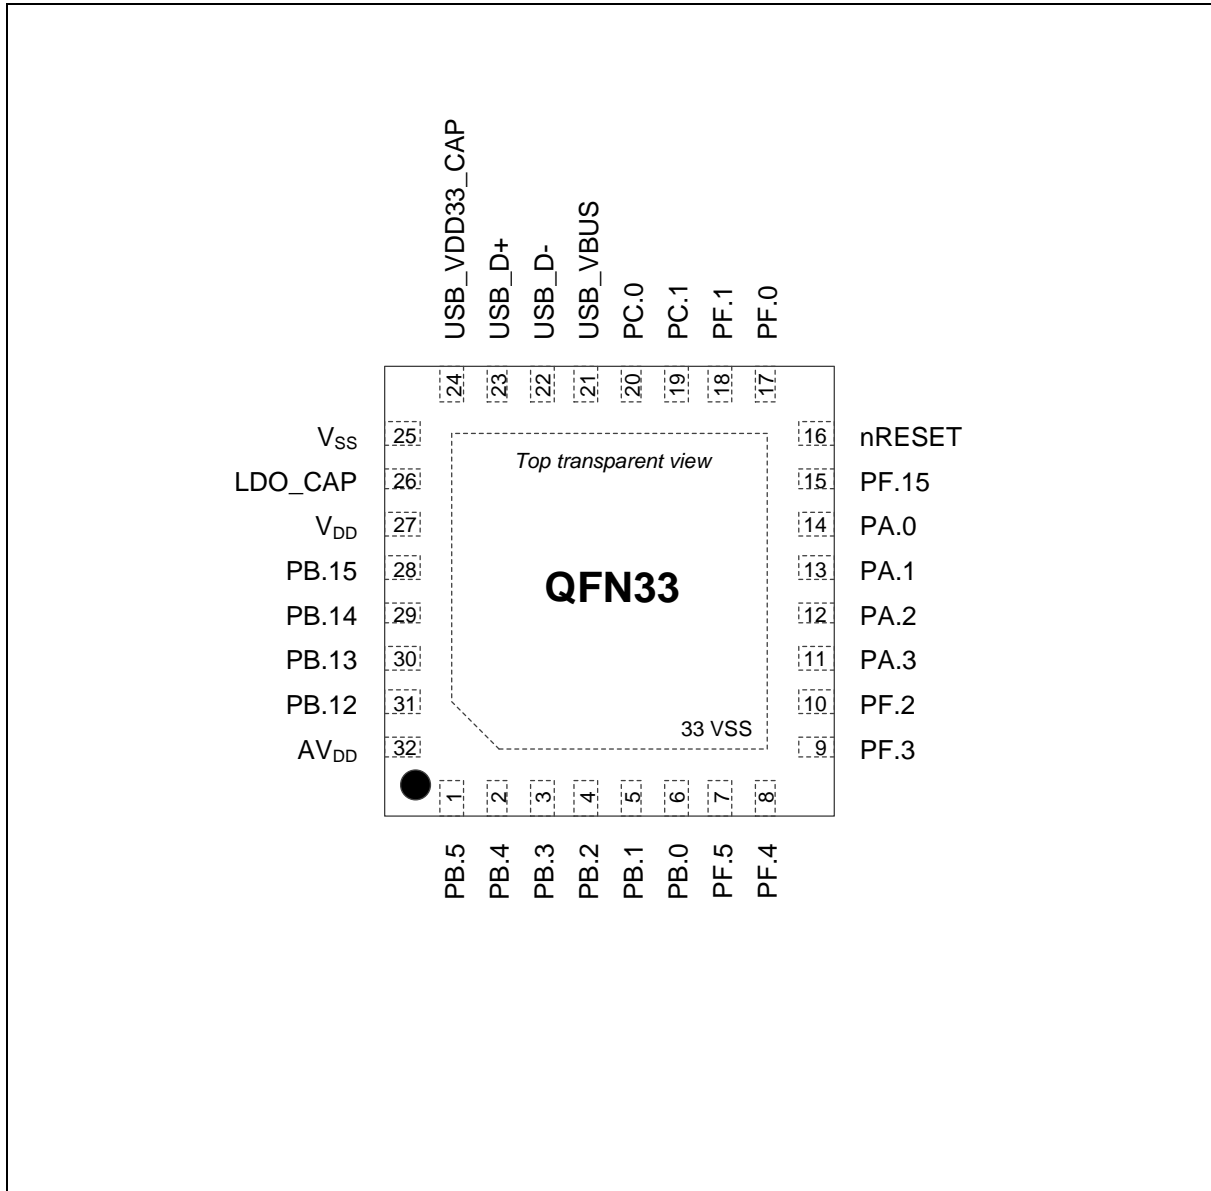 USB_VDD33_CAP
USB_D+
USB_D-
USB_VBUS
PC.0
PC.1
PF.1
PF.0
24
23
22
21
20
19
18
17
VSS 25
LDO_CAP 26
VDD 27
PB.15 28
PB.14 29
PB.13 30
PB.12 31
AVDD 32
Top transparent view
QFN33
33 VSS
16 nRESET
15 PF.15
14 PA.0
13 PA.1
12 PA.2
11 PA.3
10 PF.2
9 PF.3
1
2
3
4
5
6
7
8
PB.5
PB.4
PB.3
PB.2
PB.1
PB.0
PF.5
PF.4